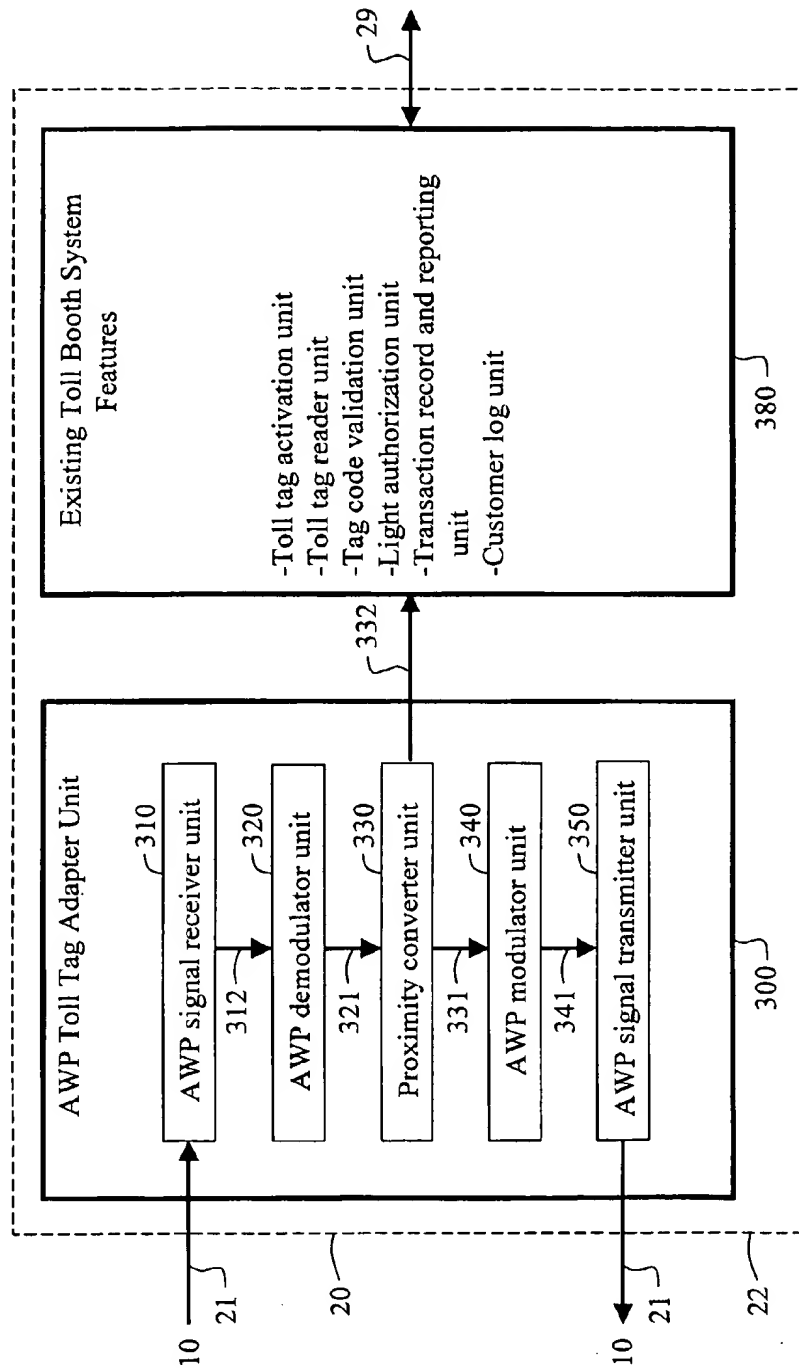 AWP Toll Tag Adapter Unit
10
21
310
AWP signal receiver unit
312
320
AWP demodulator unit
321
330
Proximity converter unit
331
340
AWP modulator unit
341
350
AWP signal transmitter unit
10
21
20
22
300
332
Existing Toll Booth System
Features
-Toll tag activation unit
-Toll tag reader unit
-Tag code validation unit
-Light authorization unit
-Transaction record and reporting
unit
-Customer log unit
380
29